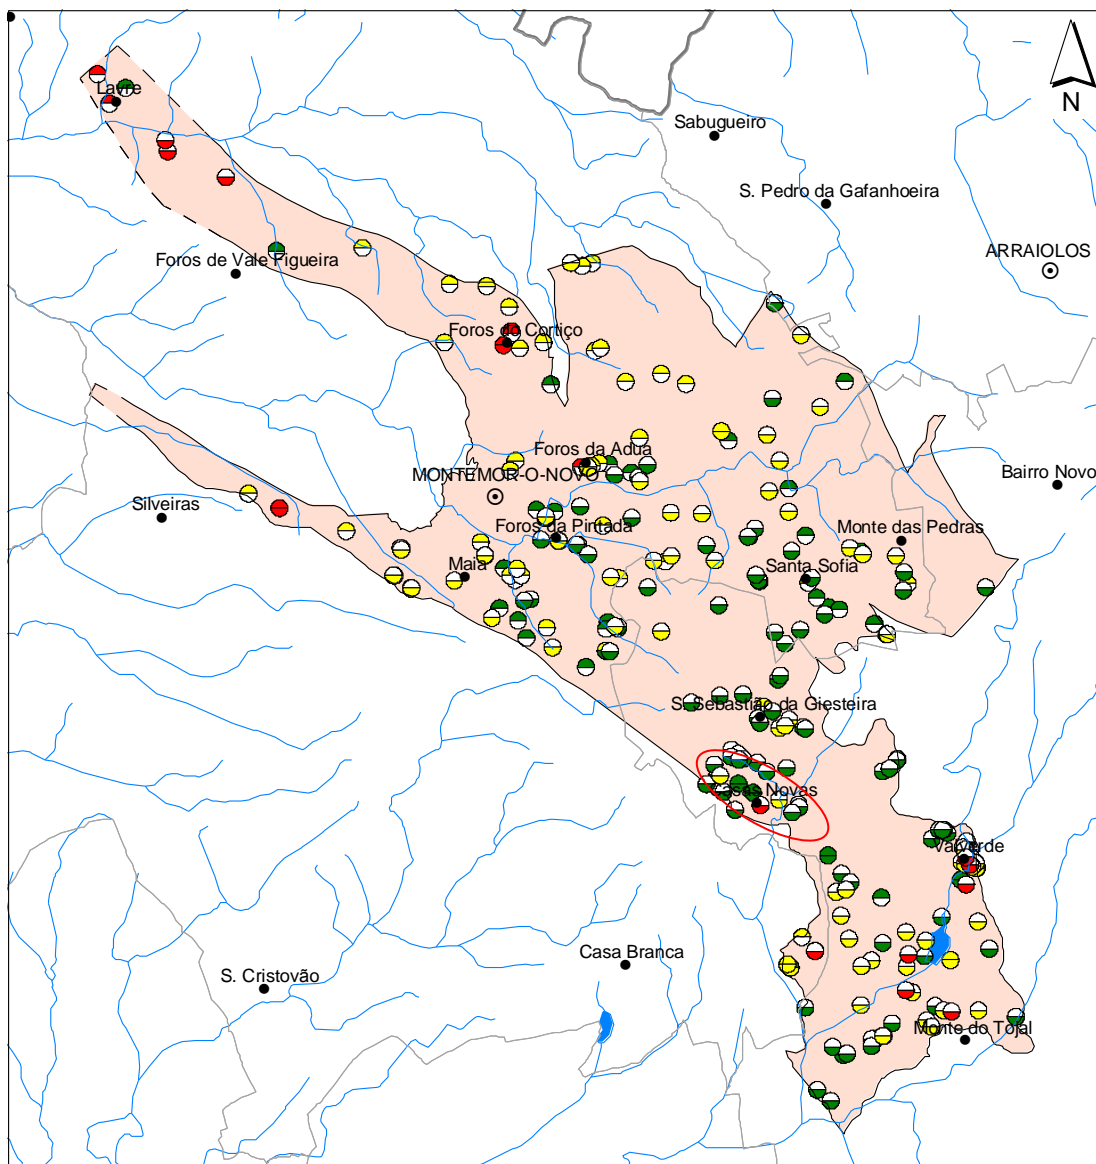 N
Lavre
Sabugueiro
S. Pedro da Gafanhoeira
ARRAIOLOS
Foros de Vale Figueira
Foros do Cortiço
Foros da Adua
MONTEMOR-O-NOVO
Bairro Novo
Silveiras
Foros da Pintada
Monte das Pedras
Maia
Santa Sofia
S. Sebastião da Giesteira
Casas Novas
Valverde
Casa Branca
S. Cristovão
Monte do Tojal